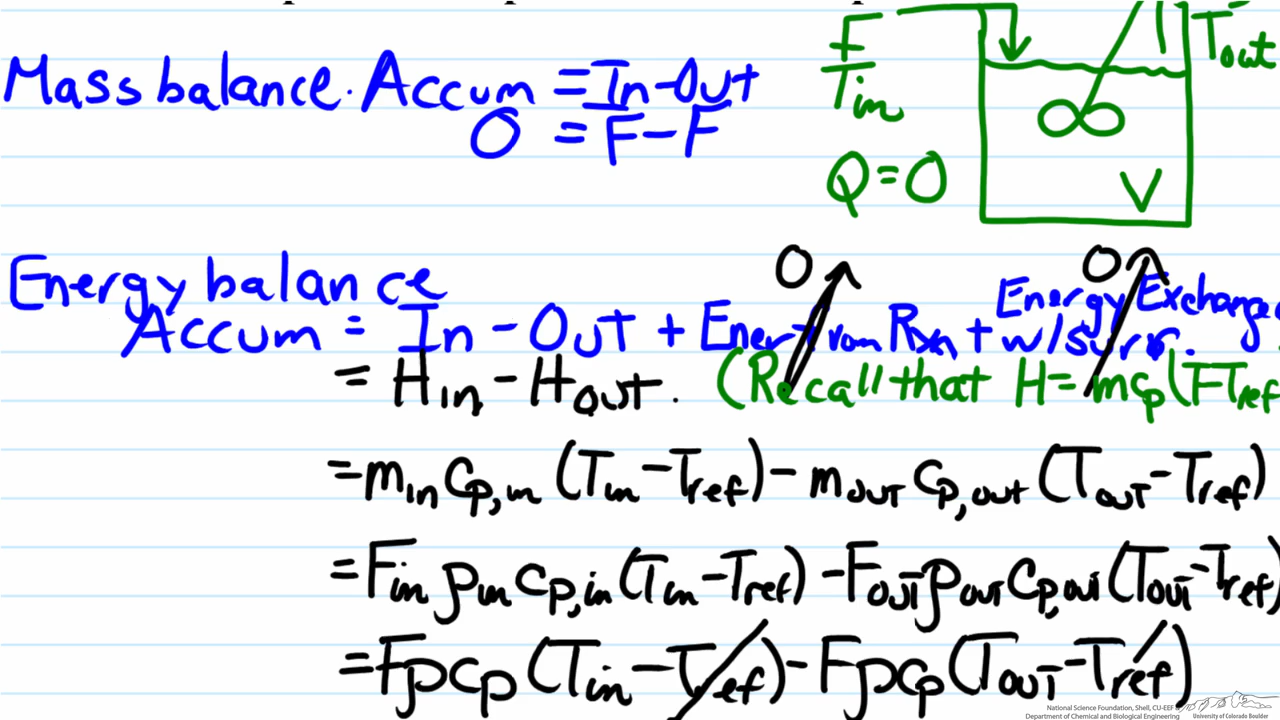 Mass balance. Accum = In - Out
0 = F - F
F
Tin
Tout
Q = 0
V
Energy balance
0
0
Energy Exchange
Accum = In - Out + Rxn + w/surr.
= Hin - Hout. (Recall that H = mcp(T-Tref
= min cp,in (Tin - Tref) - mout cp,out (Tout - Tref)
= Fin ρin cp,in (Tin - Tref) - Fout ρout cp,out (Tout - Tref)
= Fρcp (Tin - Tref) - Fρcp (Tout - Tref)
National Science Foundation, Shell, CU-EEF
Department of Chemical and Biological Engineering
University of Colorado Boulder